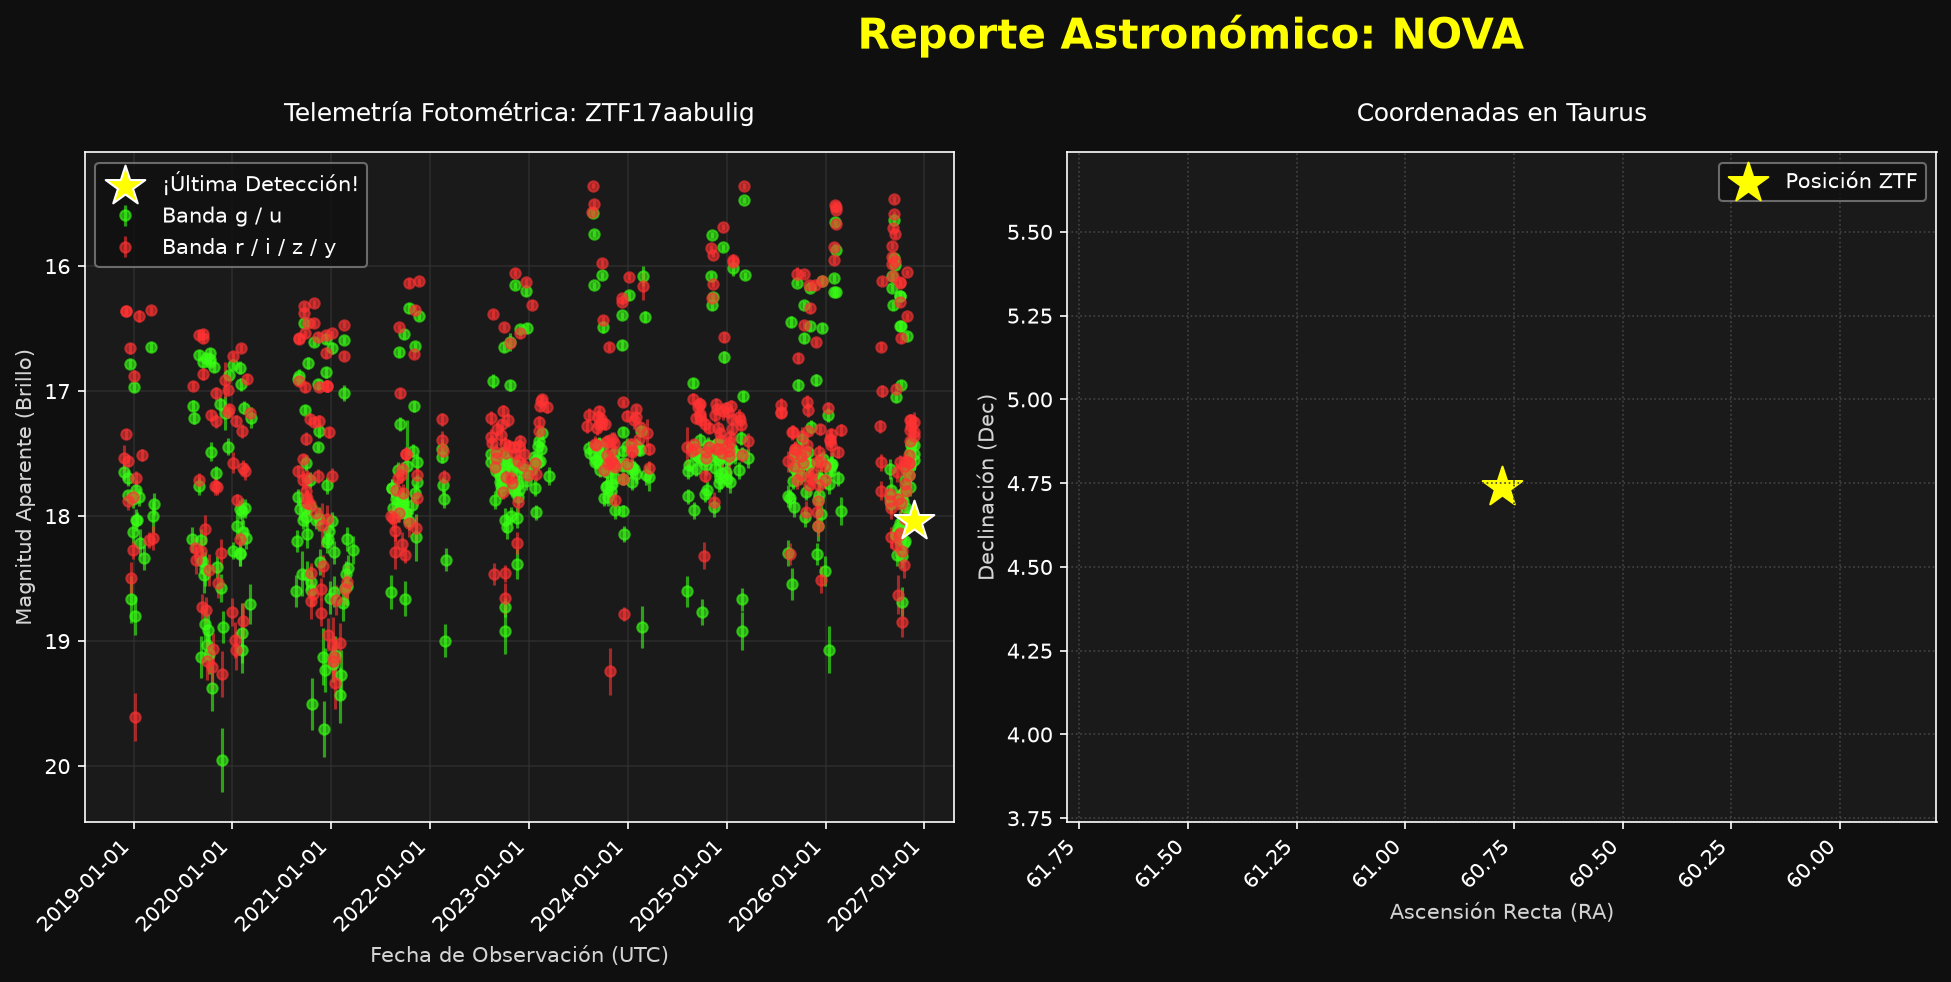 Reporte Astronómico: NOVA
Telemetría Fotométrica: ZTF17aabulig
¡Última Detección!
Banda g / u
Banda r / i / z / y
Magnitud Aparente (Brillo)
16
17
18
19
20
2019-01-01
2020-01-01
2021-01-01
2022-01-01
2023-01-01
2024-01-01
2025-01-01
2026-01-01
2027-01-01
Fecha de Observación (UTC)
Coordenadas en Taurus
Posición ZTF
Declinación (Dec)
5.50
5.25
5.00
4.75
4.50
4.25
4.00
3.75
61.75
61.50
61.25
61.00
60.75
60.50
60.25
60.00
Ascensión Recta (RA)